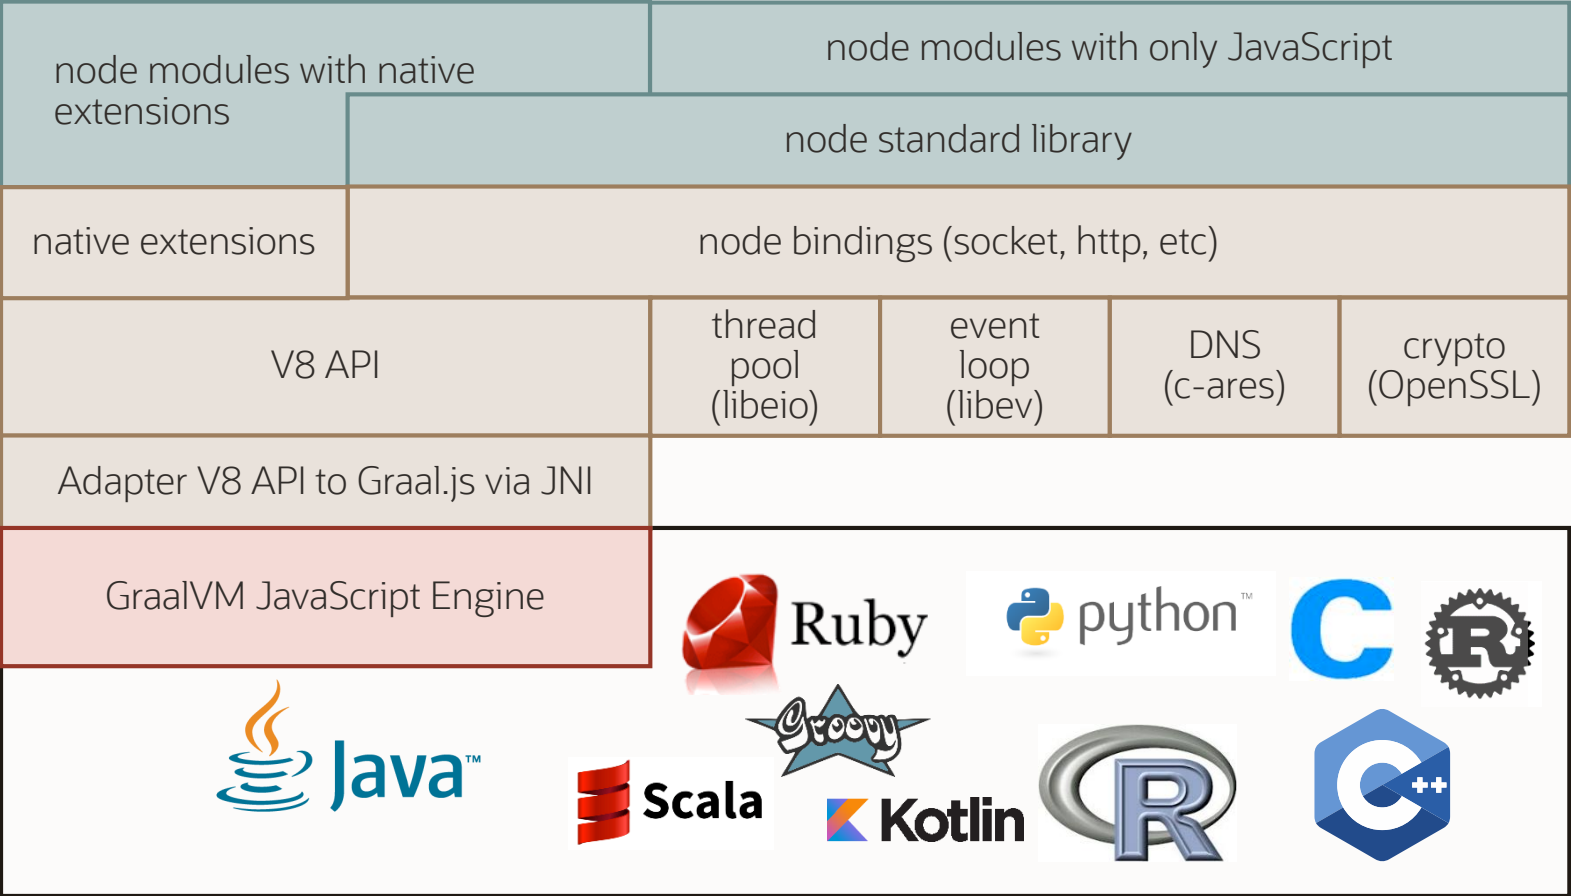 node modules with native
extensions
node modules with only JavaScript
node standard library
native extensions
node bindings (socket, http, etc)
V8 API
thread
pool
(libeio)
event
loop
(libev)
DNS
(c-ares)
crypto
(OpenSSL)
Adapter V8 API to Graal.js via JNI
GraalVM JavaScript Engine
Ruby
python™
C
R
Java™
Scala
Groovy
Kotlin
R
C++